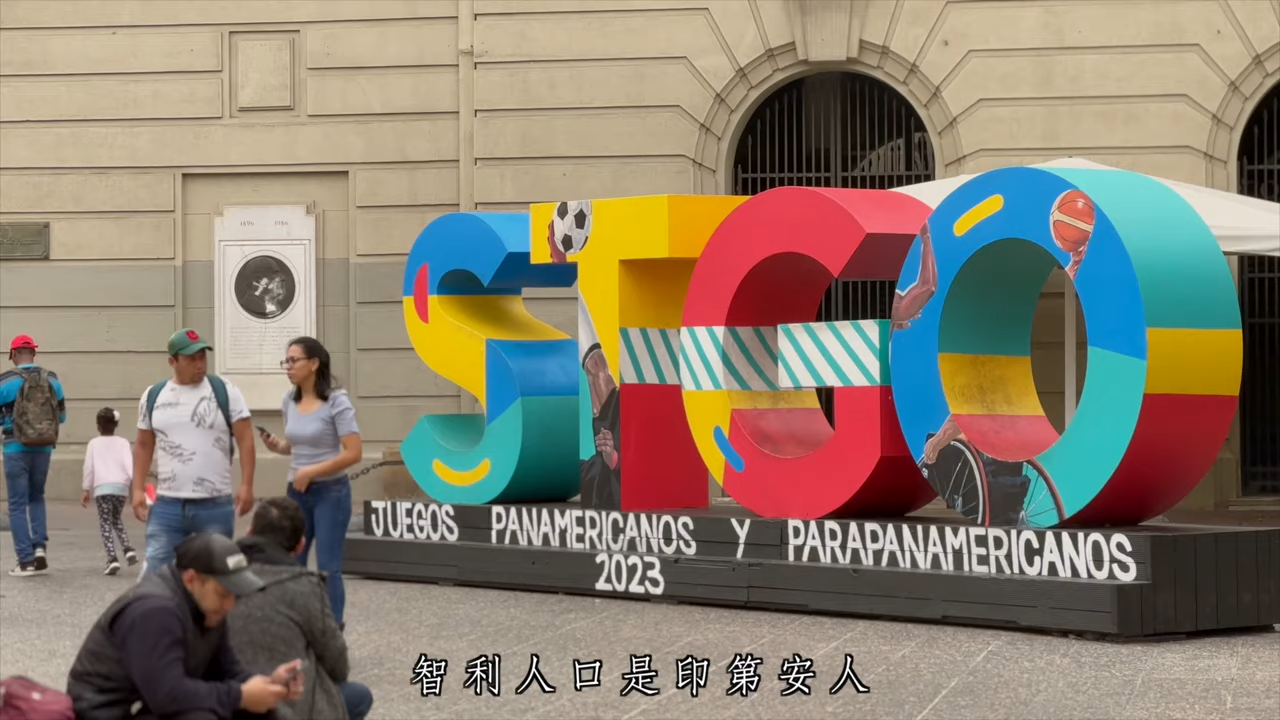 STGO
JUEGOS PANAMERICANOS Y PARAPANAMERICANOS
2023
智利人口是印第安人